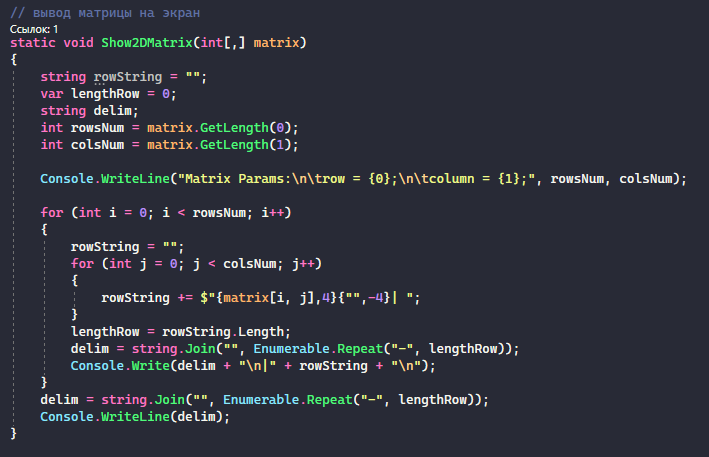 // вывод матрицы на экран
Ссылок: 1
static void Show2DMatrix(int[,] matrix)
{
    string rowString = "";
    var lengthRow = 0;
    string delim;
    int rowsNum = matrix.GetLength(0);
    int colsNum = matrix.GetLength(1);

    Console.WriteLine("Matrix Params:\n\trow = {0};\n\tcolumn = {1};", rowsNum, colsNum);

    for (int i = 0; i < rowsNum; i++)
    {
        rowString = "";
        for (int j = 0; j < colsNum; j++)
        {
            rowString += $"{matrix[i, j],4}{"",-4}| ";
        }
        lengthRow = rowString.Length;
        delim = string.Join("", Enumerable.Repeat("-", lengthRow));
        Console.Write(delim + "\n|" + rowString + "\n");
    }
    delim = string.Join("", Enumerable.Repeat("-", lengthRow));
    Console.WriteLine(delim);
}